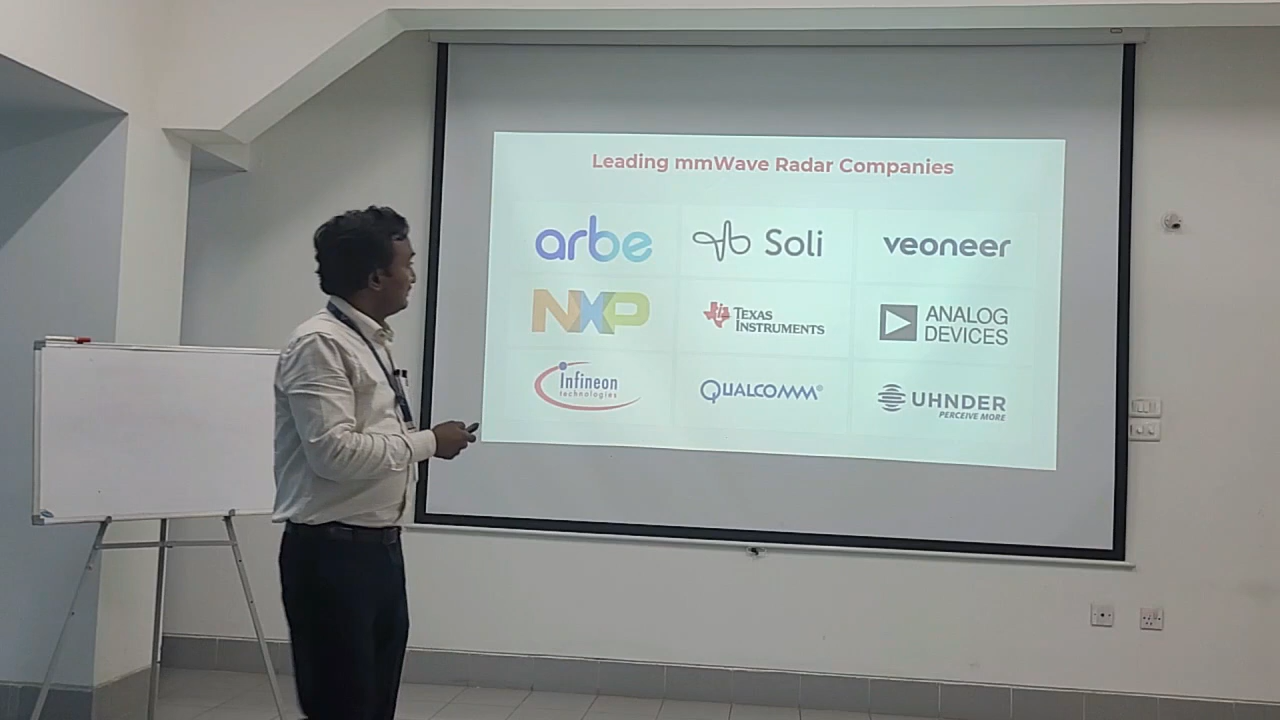 Leading mmWave Radar Companies
arbe
Soli
veoneer
NXP
TEXAS
INSTRUMENTS
ANALOG
DEVICES
Infineon
technologies
QUALCOMM®
UHNDER
PERCEIVE MORE